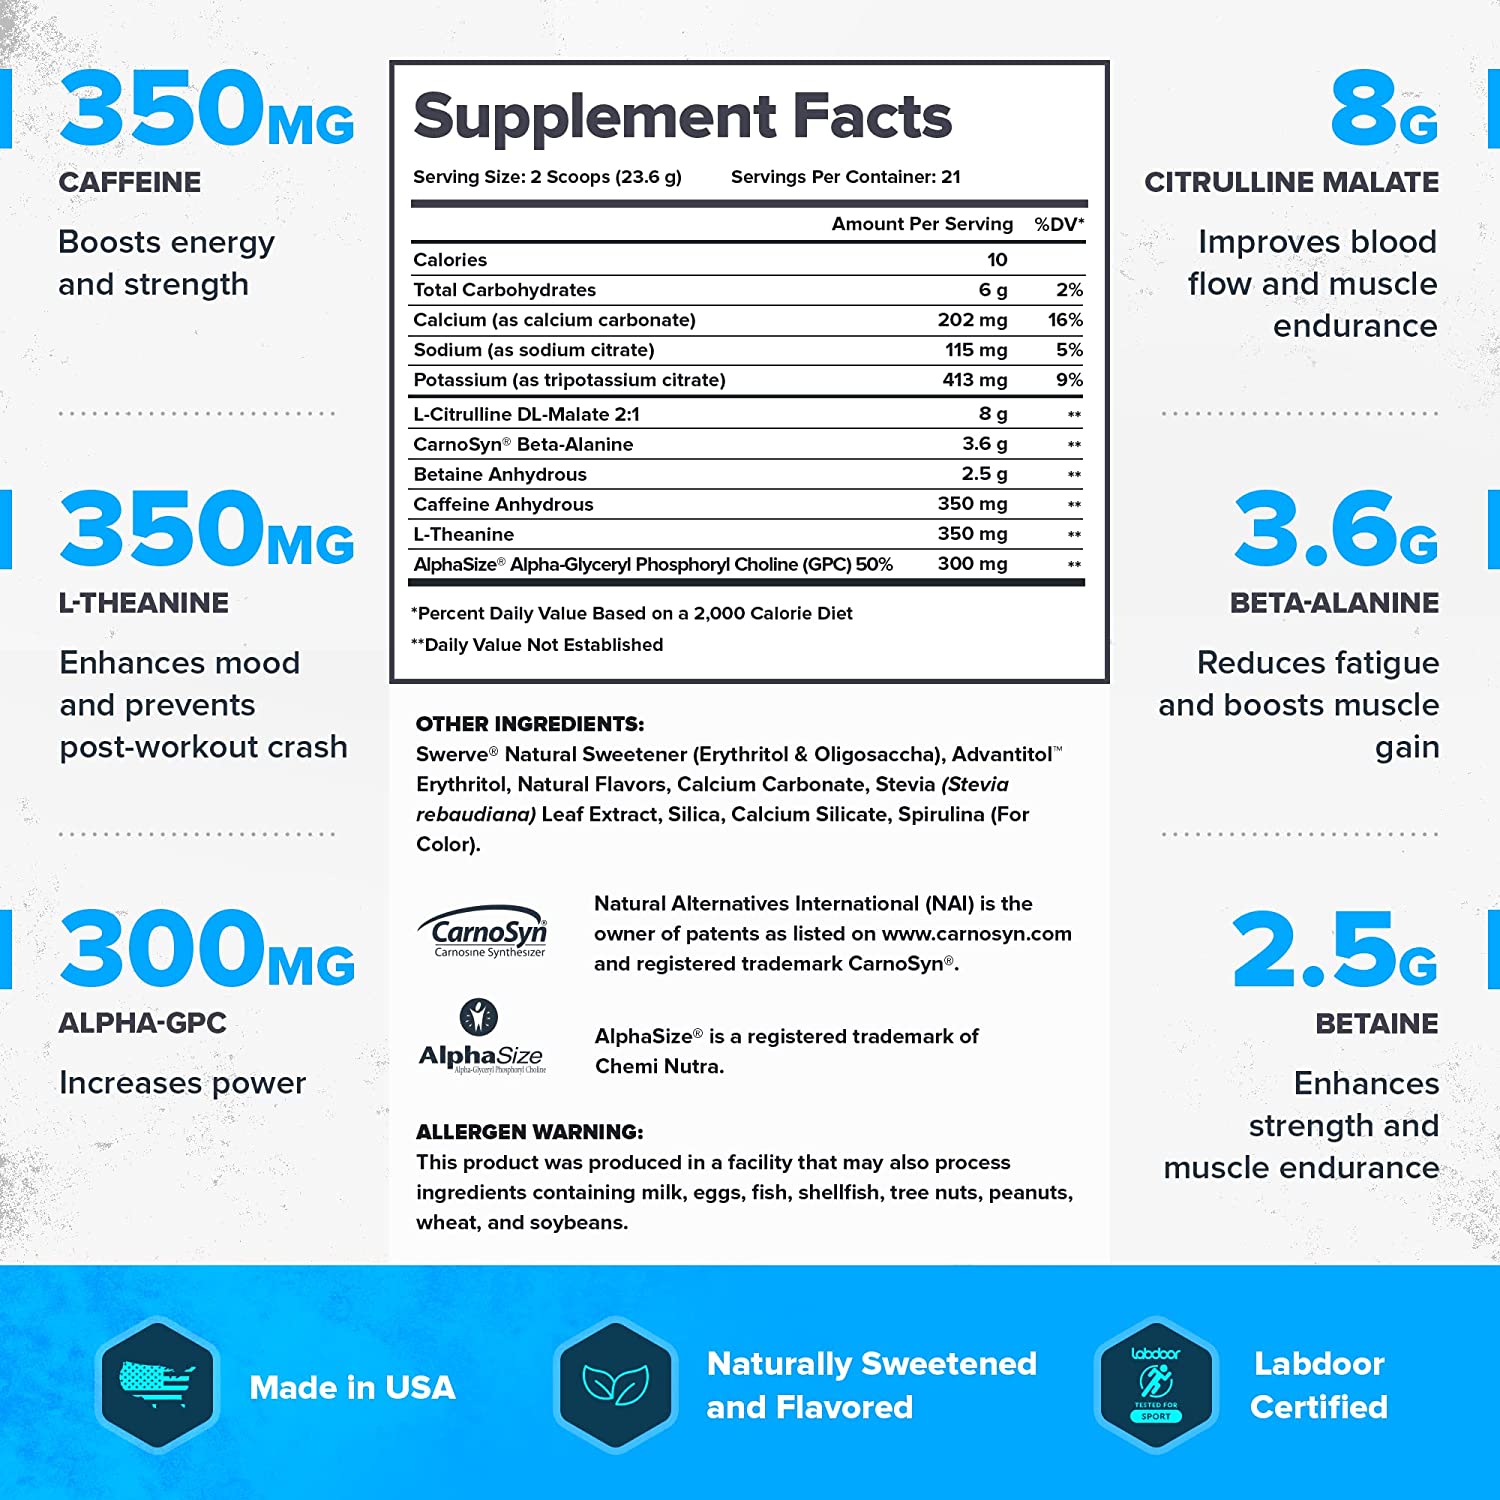 350MG
CAFFEINE
Boosts energy
and strength
350MG
L-THEANINE
Enhances mood
and prevents
post-workout crash
300MG
ALPHA-GPC
Increases power
Supplement Facts
Serving Size: 2 Scoops (23.6 g) Servings Per Container: 21
Amount Per Serving %DV*
Calories 10
Total Carbohydrates 6 g 2%
Calcium (as calcium carbonate) 202 mg 16%
Sodium (as sodium citrate) 115 mg 5%
Potassium (as tripotassium citrate) 413 mg 9%
L-Citrulline DL-Malate 2:1 8 g **
CarnoSyn® Beta-Alanine 3.6 g **
Betaine Anhydrous 2.5 g **
Caffeine Anhydrous 350 mg **
L-Theanine 350 mg **
AlphaSize® Alpha-Glyceryl Phosphoryl Choline (GPC) 50% 300 mg **
*Percent Daily Value Based on a 2,000 Calorie Diet
**Daily Value Not Established
OTHER INGREDIENTS:
Swerve® Natural Sweetener (Erythritol & Oligosaccha), Advantitol™
Erythritol, Natural Flavors, Calcium Carbonate, Stevia (Stevia
rebaudiana) Leaf Extract, Silica, Calcium Silicate, Spirulina (For
Color).
CarnoSyn®
Carnosine Synthesizer
Natural Alternatives International (NAI) is the
owner of patents as listed on www.carnosyn.com
and registered trademark CarnoSyn®.
AlphaSize
Alpha-Glyceryl Phosphoryl Choline
AlphaSize® is a registered trademark of
Chemi Nutra.
ALLERGEN WARNING:
This product was produced in a facility that may also process
ingredients containing milk, eggs, fish, shellfish, tree nuts, peanuts,
wheat, and soybeans.
8G
CITRULLINE MALATE
Improves blood
flow and muscle
endurance
3.6G
BETA-ALANINE
Reduces fatigue
and boosts muscle
gain
2.5G
BETAINE
Enhances
strength and
muscle endurance
Made in USA
Naturally Sweetened
and Flavored
labdoor
TESTED FOR
SPORT
Labdoor
Certified